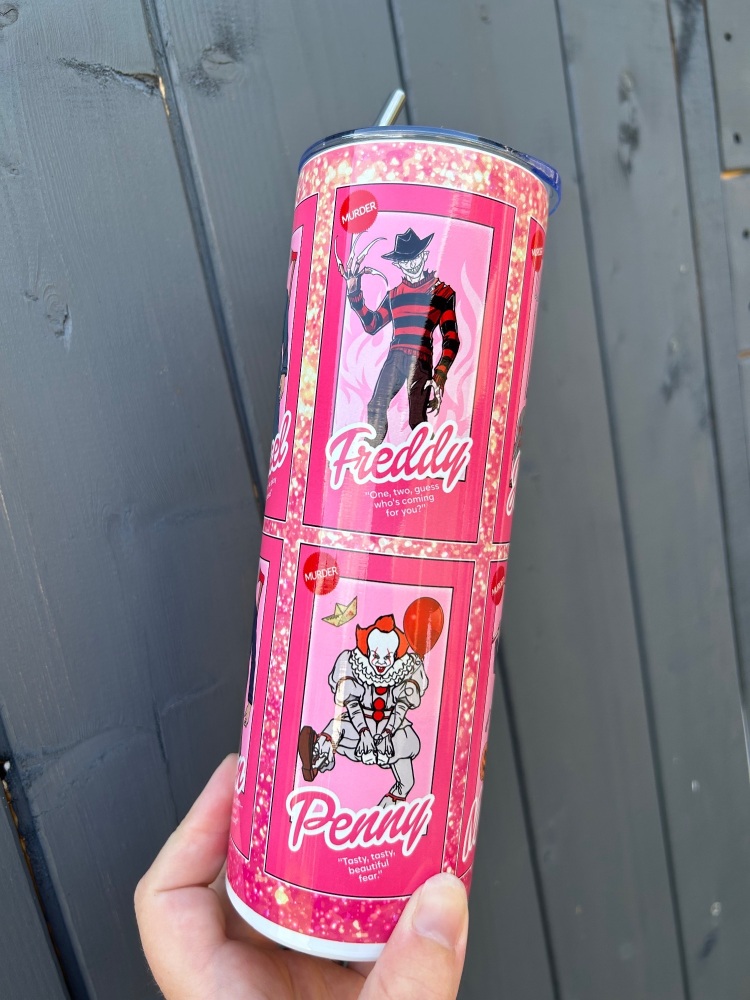 MURDER
Freddy
"One, two, guess
who's coming
for you?"
MURDER
Penny
"Tasty, tasty,
beautiful
fear."